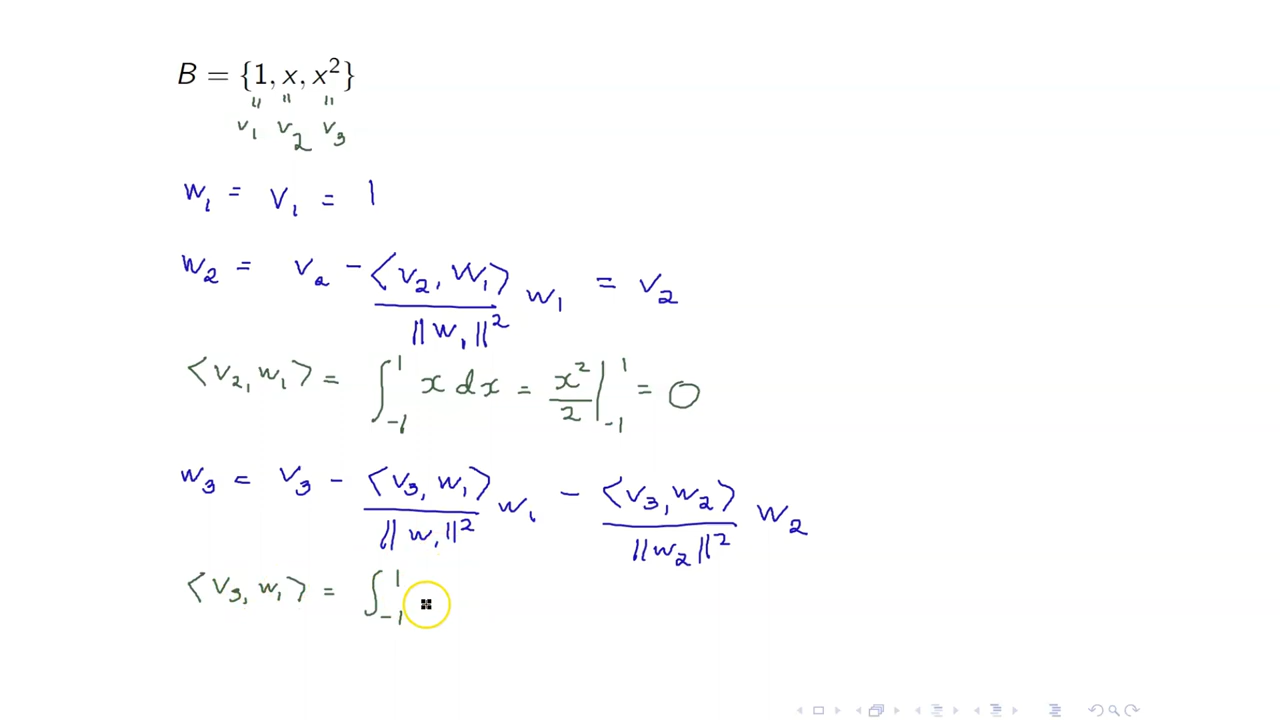 B = {1, x, x²}
" " "
v₁ v₂ v₃
w₁ = v₁ = 1
w₂ = v₂ - <v₂, w₁> / ||w₁||² w₁ = v₂
<v₂, w₁> = ∫₋₁¹ x dx = x²/2 |₋₁¹ = 0
w₃ = v₃ - <v₃, w₁> / ||w₁||² w₁ - <v₃, w₂> / ||w₂||² w₂
<v₃, w₁> = ∫₋₁¹